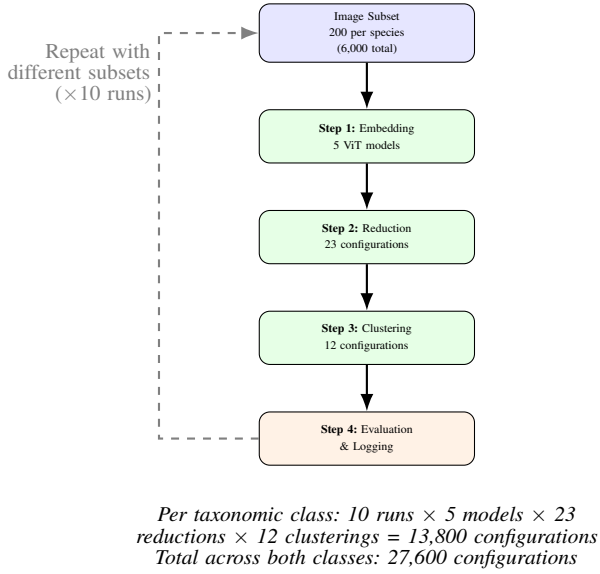 Image Subset
200 per species
(6,000 total)
Repeat with
different subsets
(×10 runs)
Step 1: Embedding
5 ViT models
Step 2: Reduction
23 configurations
Step 3: Clustering
12 configurations
Step 4: Evaluation
& Logging
Per taxonomic class: 10 runs × 5 models × 23
reductions × 12 clusterings = 13,800 configurations
Total across both classes: 27,600 configurations